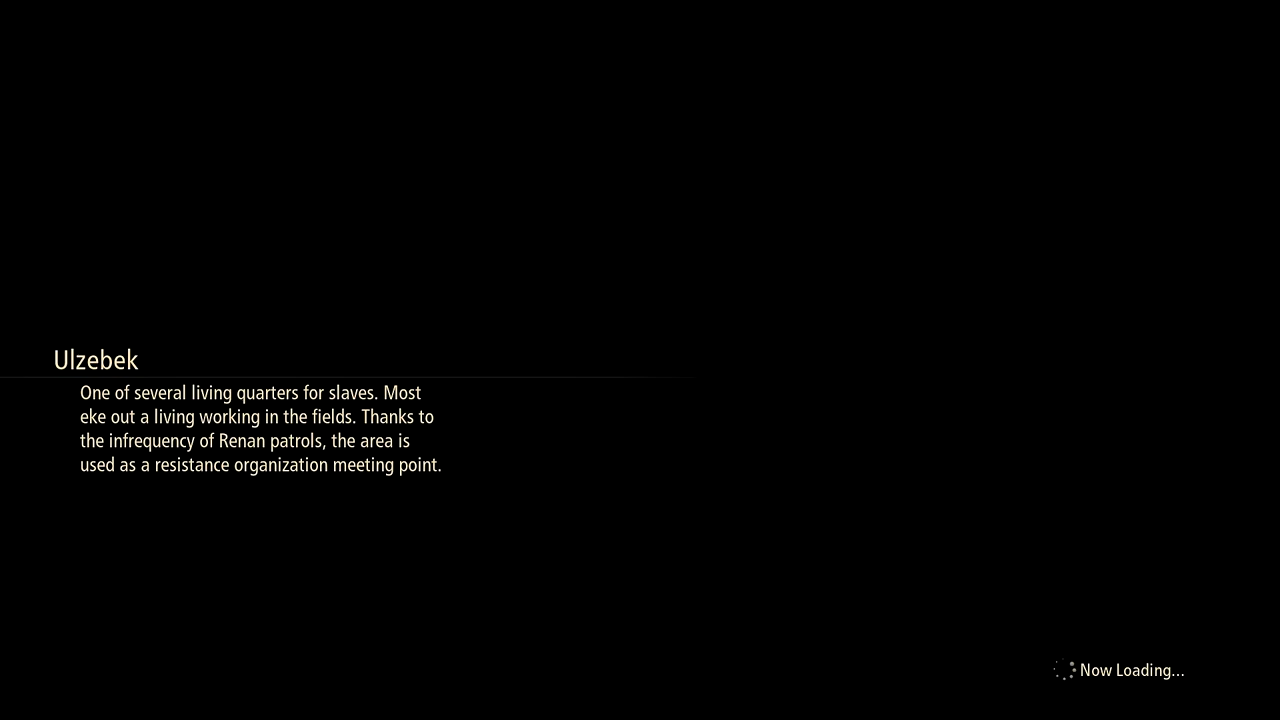 Ulzebek
One of several living quarters for slaves. Most
eke out a living working in the fields. Thanks to
the infrequency of Renan patrols, the area is
used as a resistance organization meeting point.
Now Loading...